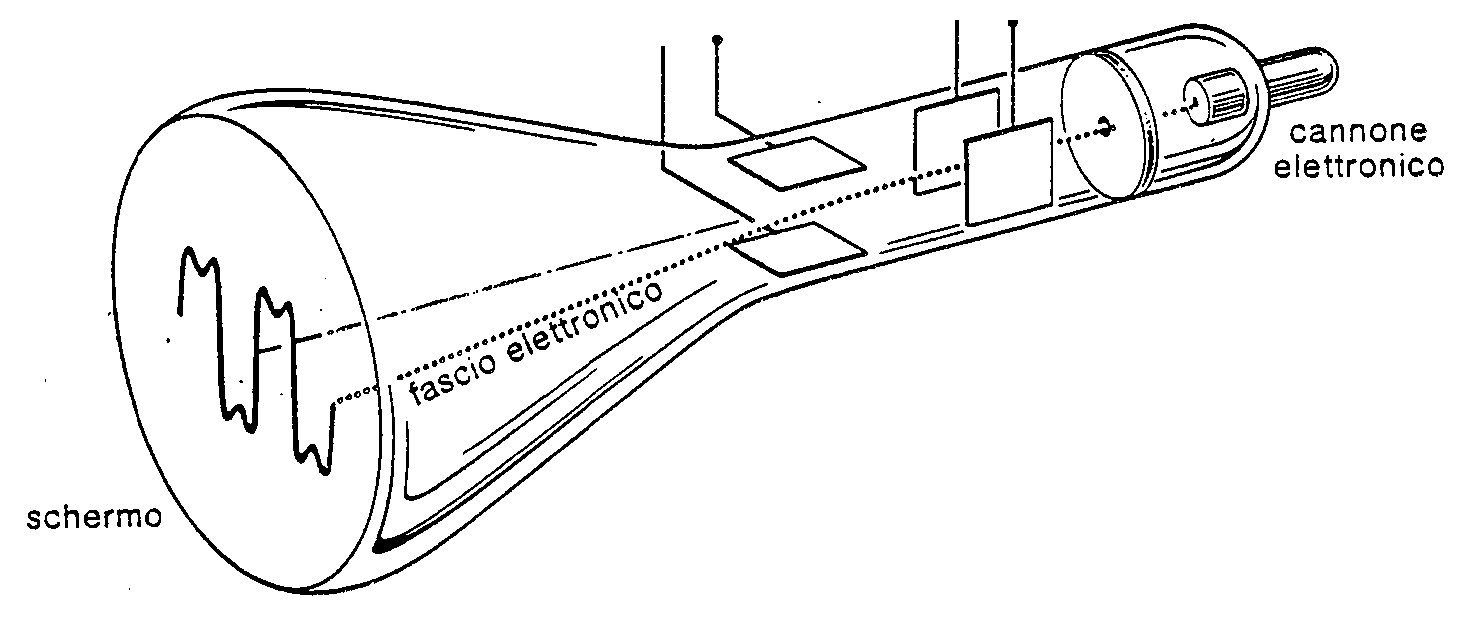 cannone
elettronico
fascio elettronico
schermo